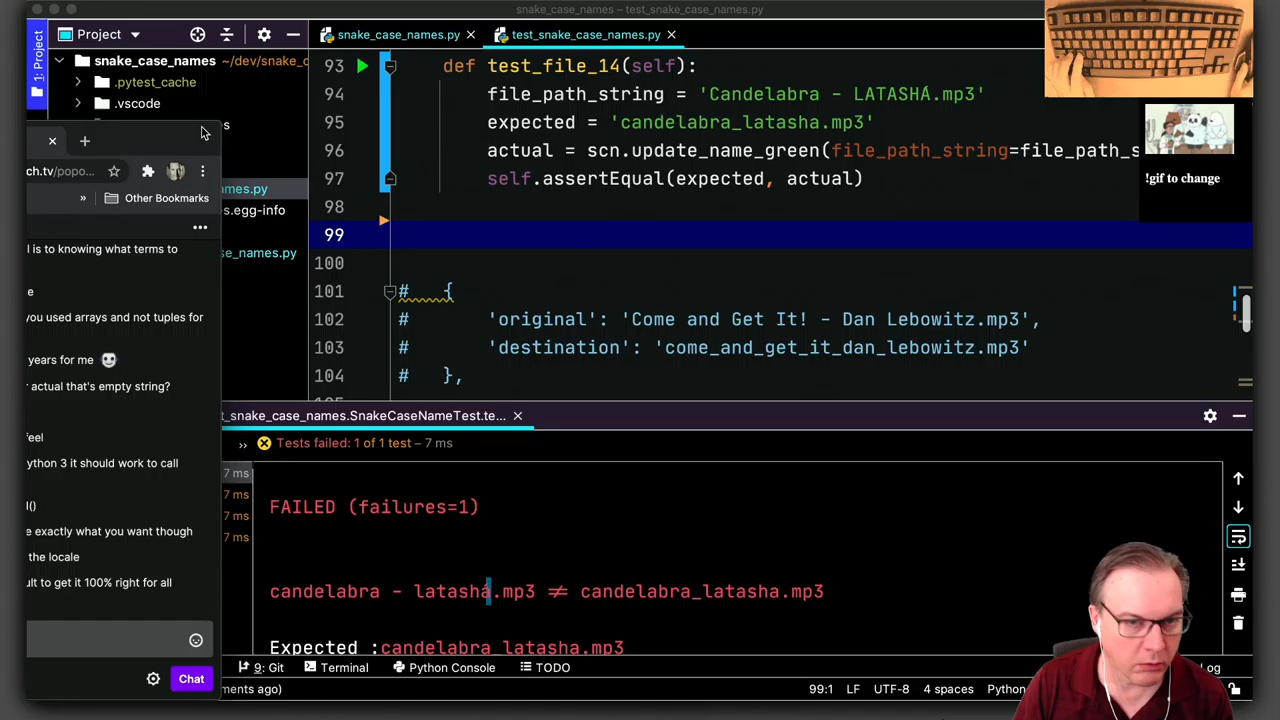 snake_case_names – test_snake_case_names.py
Project
snake_case_names.py
test_snake_case_names.py
1: Project
snake_case_names ~/dev/snake_c
.pytest_cache
.vscode
names.py
s.egg-info
se_names.py
93 def test_file_14(self):
94 file_path_string = 'Candelabra - LATASHÁ.mp3'
95 expected = 'candelabra_latasha.mp3'
96 actual = scn.update_name_green(file_path_string=file_path_s
97 self.assertEqual(expected, actual)
98
99
100
101 # {
102 # 'original': 'Come and Get It! - Dan Lebowitz.mp3',
103 # 'destination': 'come_and_get_it_dan_lebowitz.mp3'
104 # },
!gif to change
ch.tv/popo...
» Other Bookmarks
l is to knowing what terms to
e
you used arrays and not tuples for
years for me
r actual that's empty string?
feel
ython 3 it should work to call
l()
e exactly what you want though
the locale
ult to get it 100% right for all
Chat
t_snake_case_names.SnakeCaseNameTest.te...
» Tests failed: 1 of 1 test – 7 ms
7 ms
7 ms
7 ms
7 ms
FAILED (failures=1)
candelabra - latashá.mp3 ≠ candelabra_latasha.mp3
Expected :candelabra_latasha.mp3
9: Git
Terminal
Python Console
TODO
Log
ments ago)
99:1 LF UTF-8 4 spaces Python